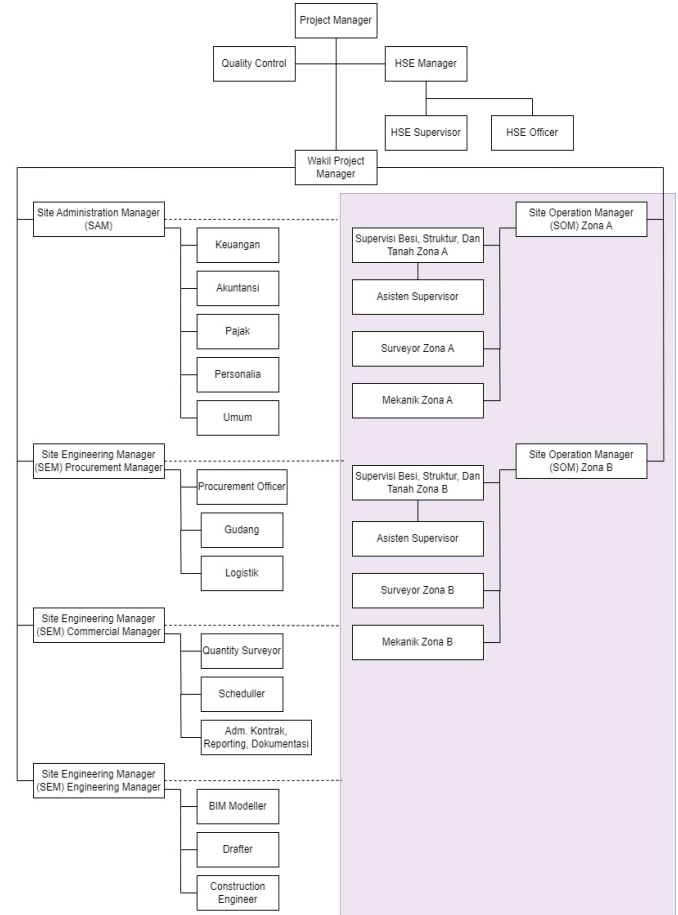 Project Manager
Quality Control
HSE Manager
HSE Supervisor
HSE Officer
Wakil Project
Manager
Site Administration Manager
(SAM)
Keuangan
Akuntansi
Pajak
Personalia
Umum
Site Engineering Manager
(SEM) Procurement Manager
Procurement Officer
Gudang
Logistik
Site Engineering Manager
(SEM) Commercial Manager
Quantity Surveyor
Scheduller
Adm. Kontrak,
Reporting, Dokumentasi
Site Engineering Manager
(SEM) Engineering Manager
BIM Modeller
Drafter
Construction
Engineer
Site Operation Manager
(SOM) Zona A
Supervisi Besi, Struktur, Dan
Tanah Zona A
Asisten Supervisor
Surveyor Zona A
Mekanik Zona A
Site Operation Manager
(SOM) Zona B
Supervisi Besi, Struktur, Dan
Tanah Zona B
Asisten Supervisor
Surveyor Zona B
Mekanik Zona B